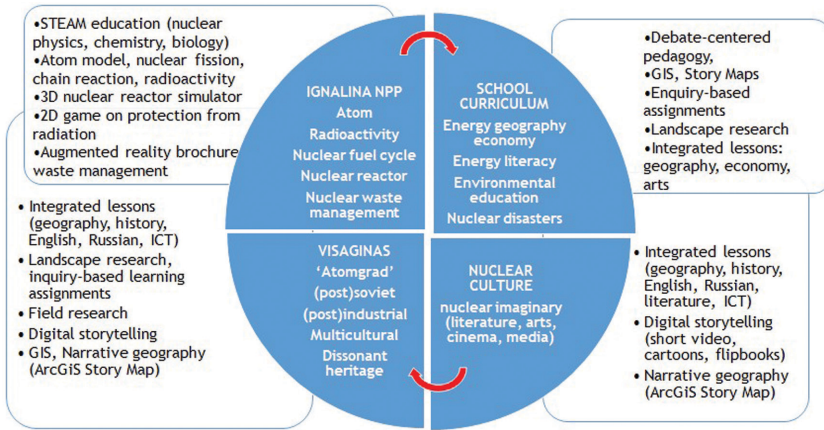 •STEAM education (nuclear
physics, chemistry, biology)
•Atom model, nuclear fission,
chain reaction, radioactivity
•3D nuclear reactor simulator
•2D game on protection from
radiation
•Augmented reality brochure
waste management
• Integrated lessons
(geography, history,
English, Russian, ICT)
• Landscape research,
inquiry-based learning
assignments
• Field research
• Digital storytelling
• GIS, Narrative geography
(ArcGiS Story Map)
IGNALINA NPP
Atom
Radioactivity
Nuclear fuel cycle
Nuclear reactor
Nuclear waste
management
SCHOOL
CURRICULUM
Energy geography
economy
Energy literacy
Environmental
education
Nuclear disasters
VISAGINAS
‘Atomgrad’
(post)soviet
(post)industrial
Multicultural
Dissonant
heritage
NUCLEAR
CULTURE
nuclear imaginary
(literature, arts,
cinema, media)
•Debate-centered
pedagogy,
•GIS, Story Maps
•Enquiry-based
assignments
•Landscape research
•Integrated lessons:
geography, economy,
arts
• Integrated lessons
(geography, history,
English, Russian,
literature, ICT)
• Digital storytelling
(short video,
cartoons, flipbooks)
• Narrative geography
(ArcGIS Story Map)